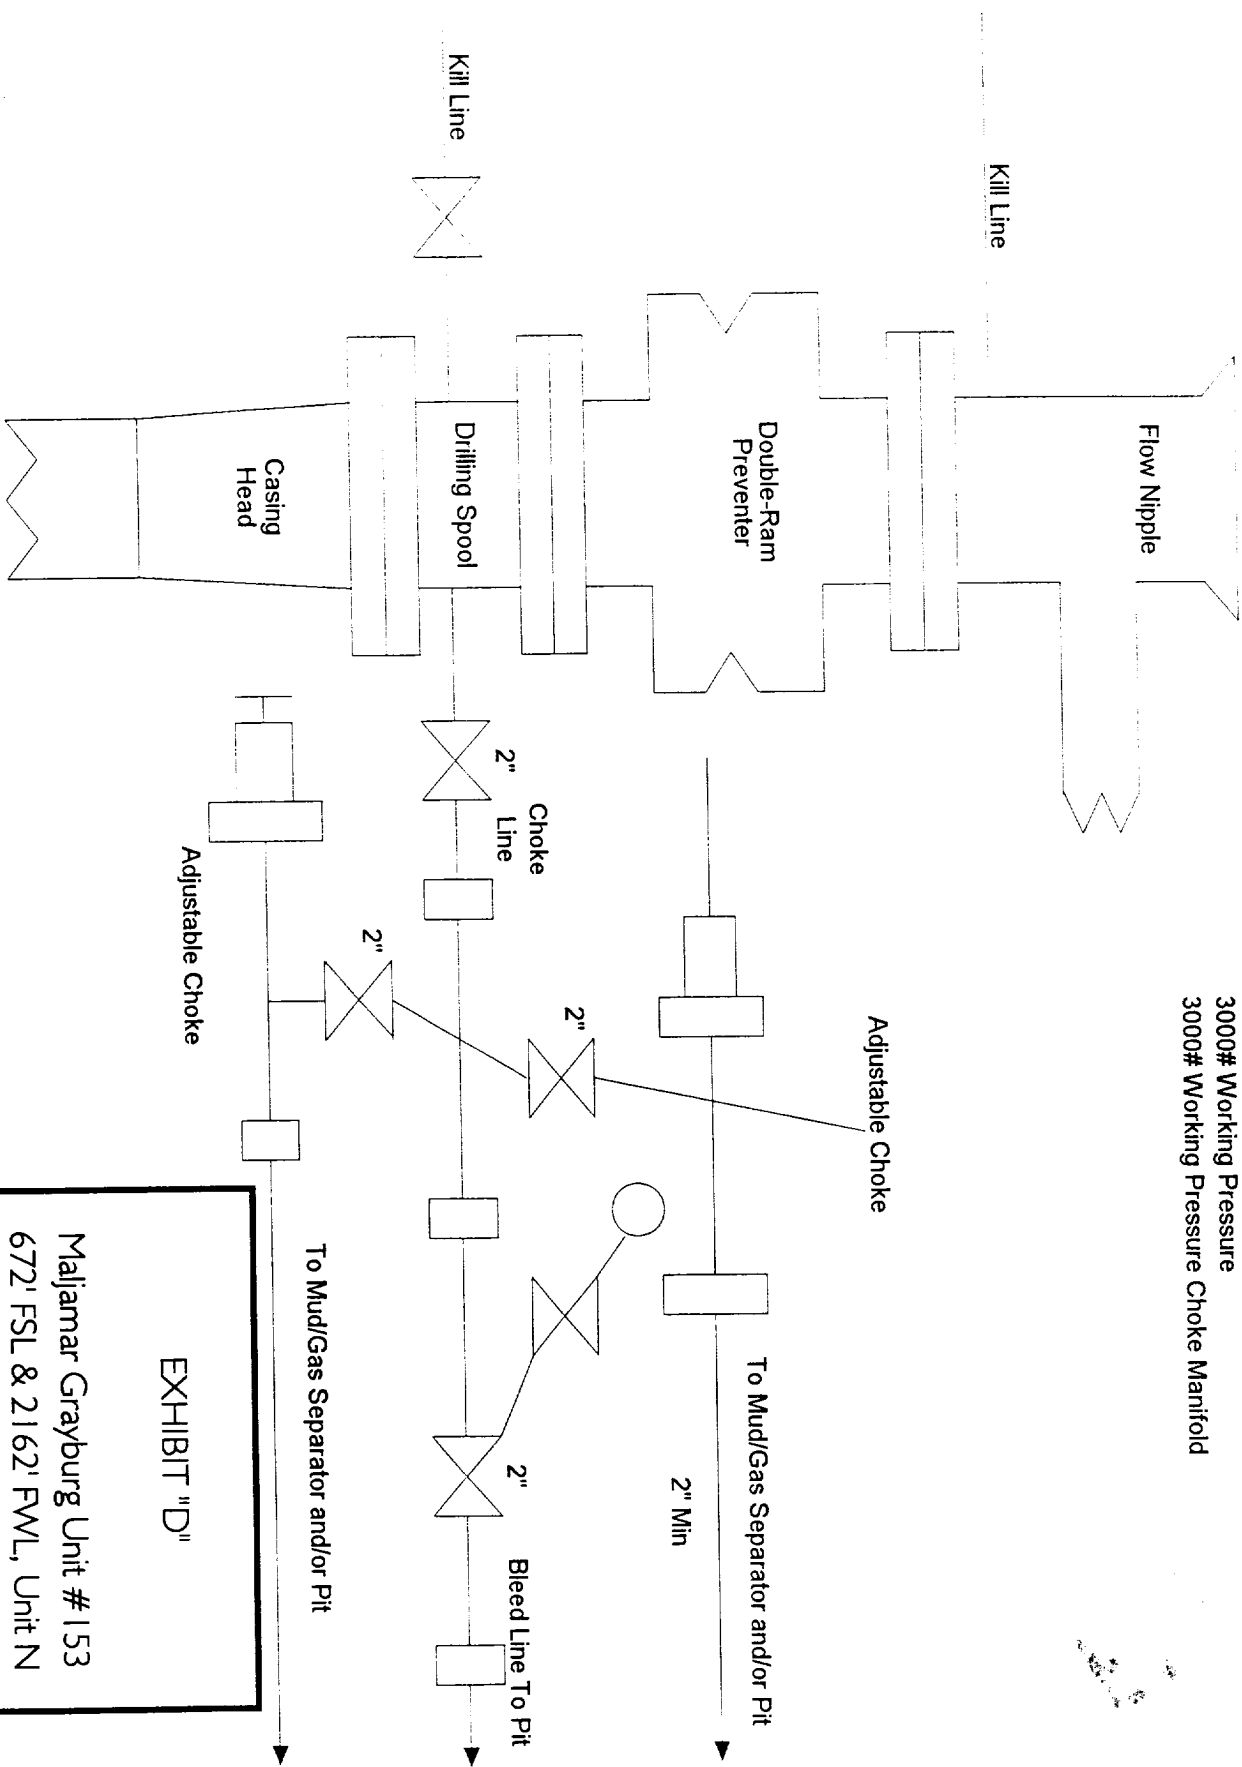 3000# Working Pressure
3000# Working Pressure Choke Manifold
Flow Nipple
Kill Line
Adjustable Choke
Double-Ram
Preventer
To Mud/Gas Separator and/or Pit
2" Min
2"
Kill Line
Drilling Spool
2"
Choke
Line
2"
Bleed Line To Pit
2"
Casing
Head
Adjustable Choke
To Mud/Gas Separator and/or Pit
EXHIBIT "D"
Maljamar Grayburg Unit #153
672' FSL & 2162' FWL, Unit N